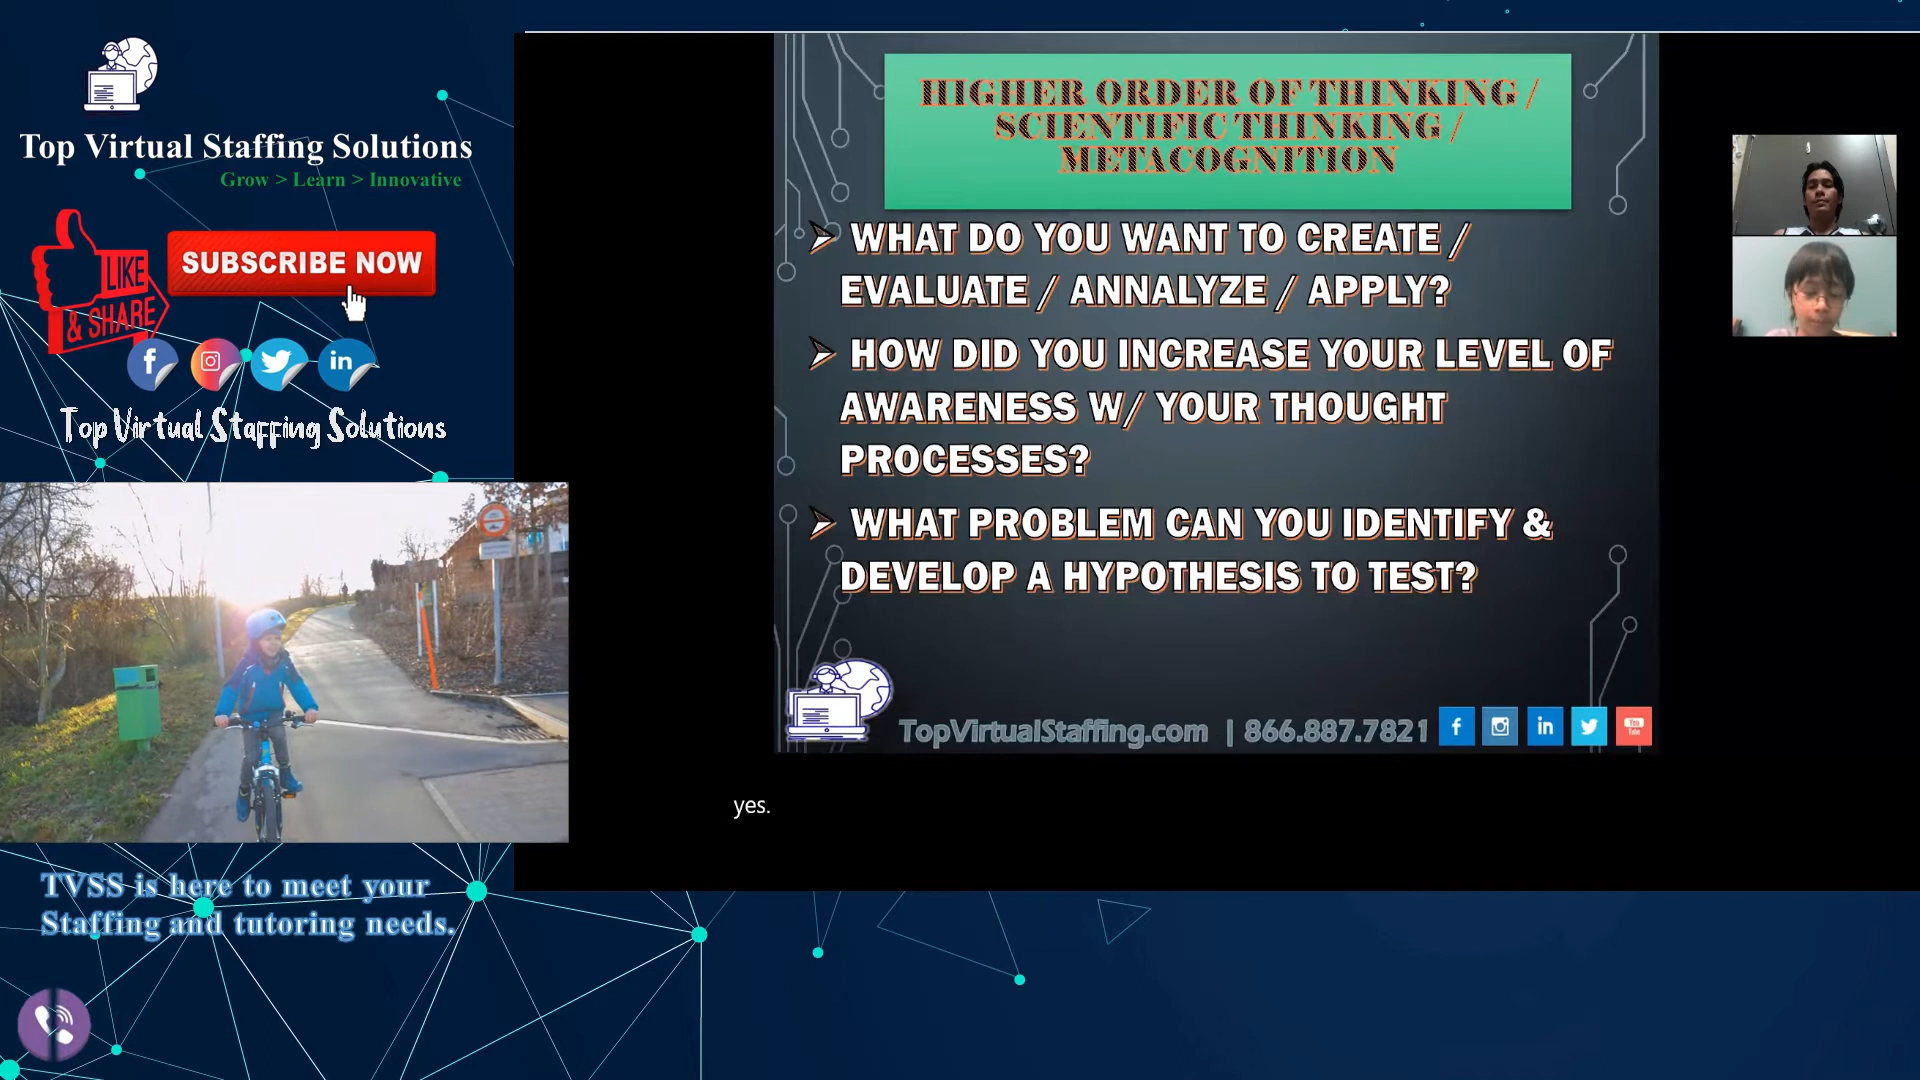 Top Virtual Staffing Solutions
Grow > Learn > Innovative
LIKE
& SHARE
SUBSCRIBE NOW
Top Virtual Staffing Solutions
TVSS is here to meet your
Staffing and tutoring needs.
HIGHER ORDER OF THINKING /
SCIENTIFIC THINKING /
METACOGNITION
WHAT DO YOU WANT TO CREATE /
EVALUATE / ANNALYZE / APPLY?
HOW DID YOU INCREASE YOUR LEVEL OF
AWARENESS W/ YOUR THOUGHT
PROCESSES?
WHAT PROBLEM CAN YOU IDENTIFY &
DEVELOP A HYPOTHESIS TO TEST?
TopVirtualStaffing.com | 866.887.7821
yes.